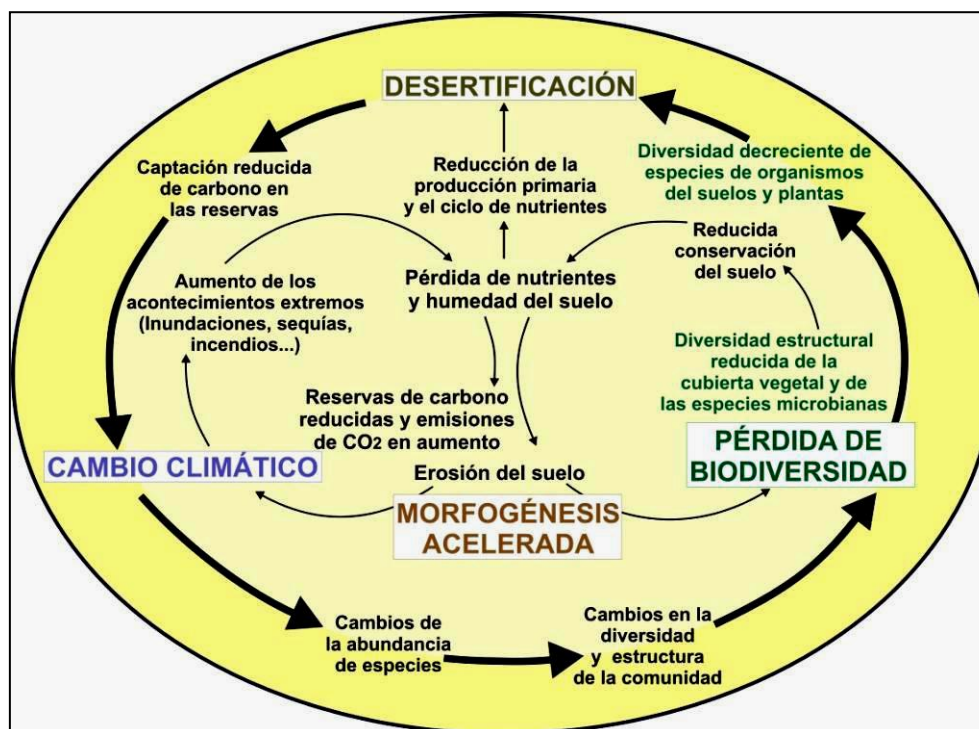 DESERTIFICACIÓN
Captación reducida
de carbono en
las reservas
Reducción de la
producción primaria
y el ciclo de nutrientes
Diversidad decreciente de
especies de organismos
del suelos y plantas
Reducida
conservación
del suelo
Aumento de los
acontecimientos extremos
(Inundaciones, sequías,
incendios...)
Pérdida de nutrientes
y humedad del suelo
Diversidad estructural
reducida de la
cubierta vegetal y de
las especies microbianas
Reservas de carbono
reducidas y emisiones
de CO2 en aumento
CAMBIO CLIMÁTICO
PÉRDIDA DE
BIODIVERSIDAD
Erosión del suelo
MORFOGÉNESIS
ACELERADA
Cambios de
la abundancia
de especies
Cambios en la
diversidad
y estructura
de la comunidad